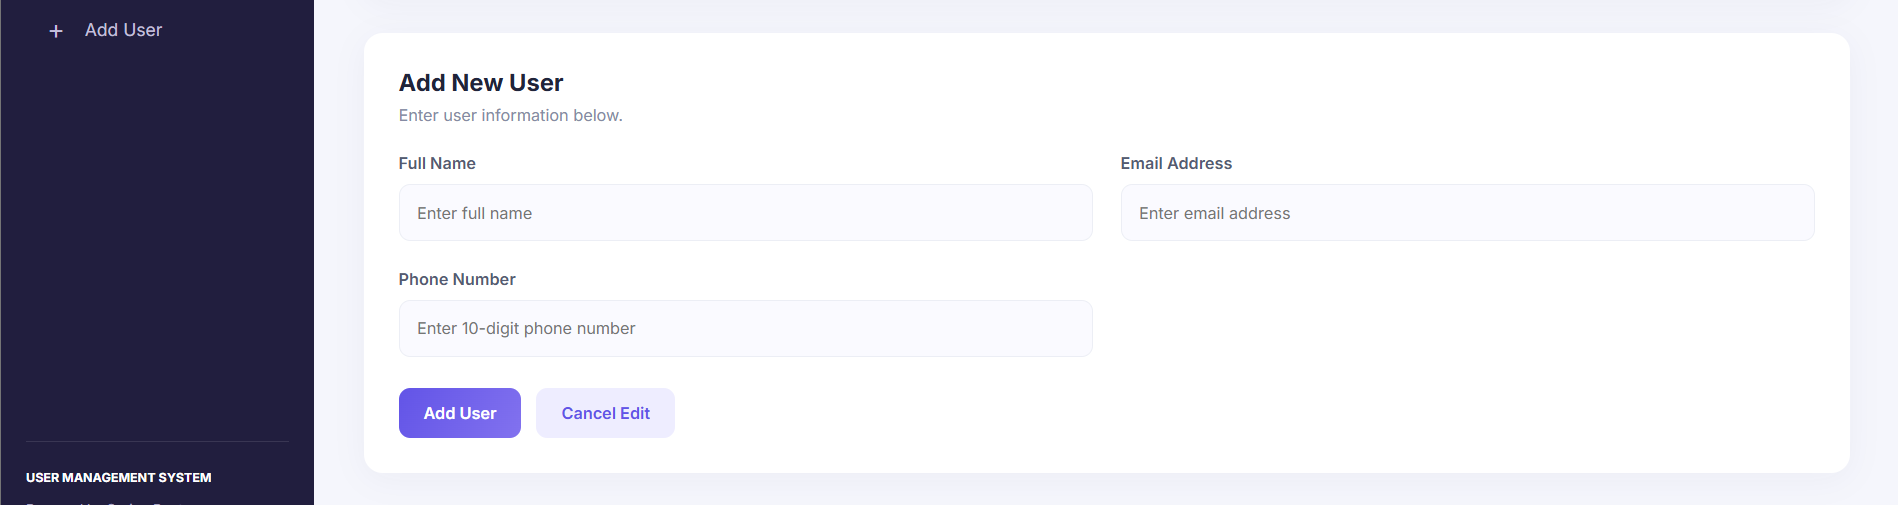 + Add User
Add New User
Enter user information below.
Full Name
Email Address
Enter full name
Enter email address
Phone Number
Enter 10-digit phone number
Add User
Cancel Edit
USER MANAGEMENT SYSTEM